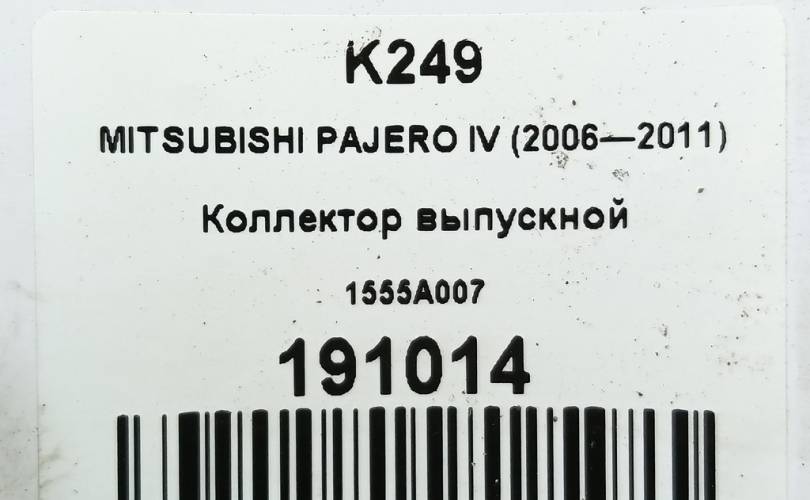 K249
MITSUBISHI PAJERO IV (2006—2011)
Коллектор выпускной
1555A007
191014